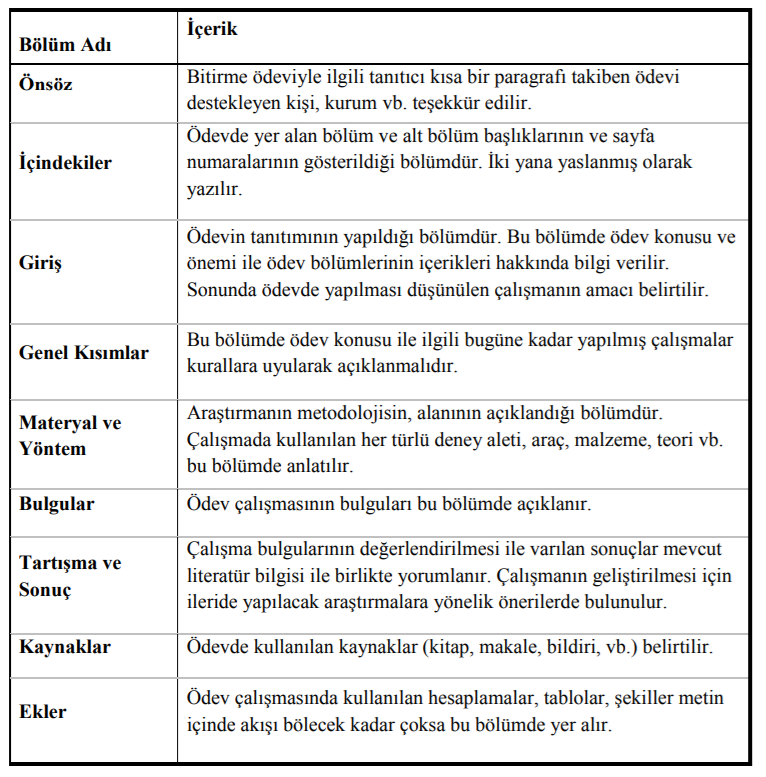 Bölüm Adı
İçerik
Önsöz
Bitirme ödeviyle ilgili tanıtıcı kısa bir paragrafı takiben ödevi
destekleyen kişi, kurum vb. teşekkür edilir.
İçindekiler
Ödevde yer alan bölüm ve alt bölüm başlıklarının ve sayfa
numaralarının gösterildiği bölümdür. İki yana yaslanmış olarak
yazılır.
Giriş
Ödevin tanıtımının yapıldığı bölümdür. Bu bölümde ödev konusu ve
önemi ile ödev bölümlerinin içerikleri hakkında bilgi verilir.
Sonunda ödevde yapılması düşünülen çalışmanın amacı belirtilir.
Genel Kısımlar
Bu bölümde ödev konusu ile ilgili bugüne kadar yapılmış çalışmalar
kurallara uyularak açıklanmalıdır.
Materyal ve
Yöntem
Araştırmanın metodolojisin, alanının açıklandığı bölümdür.
Çalışmada kullanılan her türlü deney aleti, araç, malzeme, teori vb.
bu bölümde anlatılır.
Bulgular
Ödev çalışmasının bulguları bu bölümde açıklanır.
Tartışma ve
Sonuç
Çalışma bulgularının değerlendirilmesi ile varılan sonuçlar mevcut
literatür bilgisi ile birlikte yorumlanır. Çalışmanın geliştirilmesi için
ileride yapılacak araştırmalara yönelik önerilerde bulunulur.
Kaynaklar
Ödevde kullanılan kaynaklar (kitap, makale, bildiri, vb.) belirtilir.
Ekler
Ödev çalışmasında kullanılan hesaplamalar, tablolar, şekiller metin
içinde akışı bölecek kadar çoksa bu bölümde yer alır.